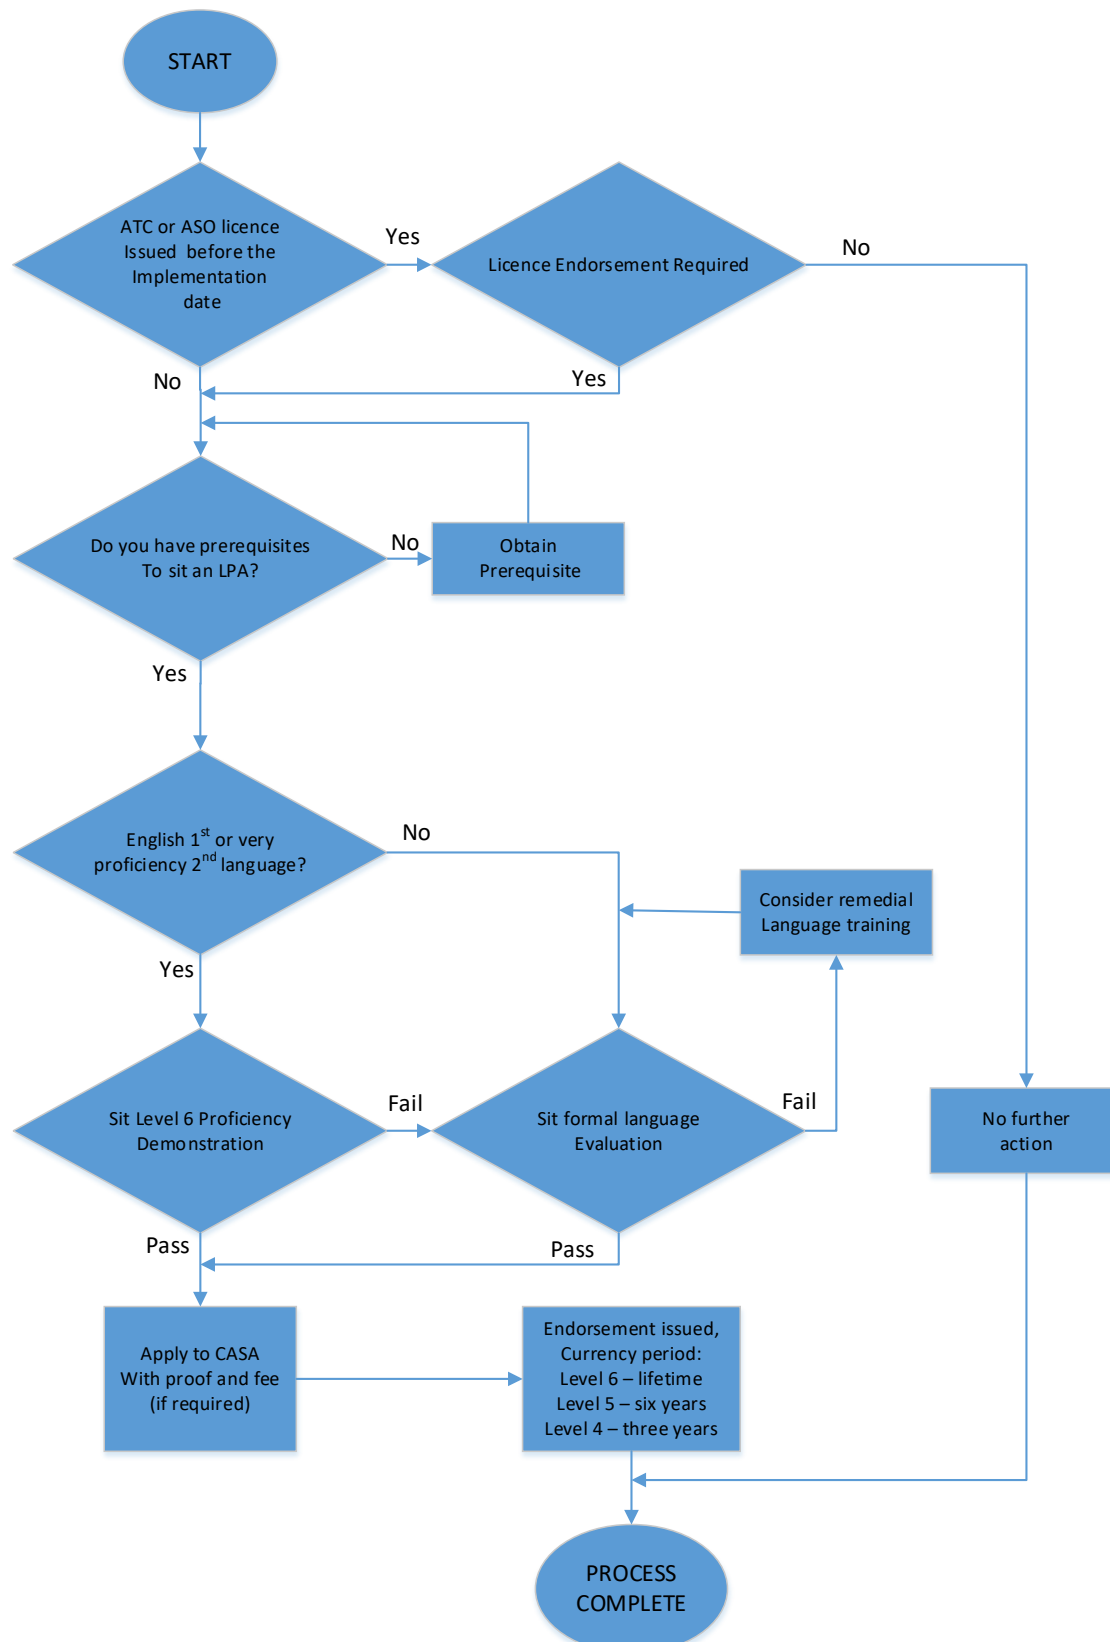 START
ATC or ASO licence
Issued before the
Implementation
date
Yes
Licence Endorsement Required
No
No
Yes
Do you have prerequisites
To sit an LPA?
No
Obtain
Prerequisite
Yes
English 1st or very
proficiency 2nd language?
No
Consider remedial
Language training
Yes
Sit Level 6 Proficiency
Demonstration
Fail
Sit formal language
Evaluation
Fail
No further
action
Pass
Pass
Apply to CASA
With proof and fee
(if required)
Endorsement issued,
Currency period:
Level 6 – lifetime
Level 5 – six years
Level 4 – three years
PROCESS
COMPLETE